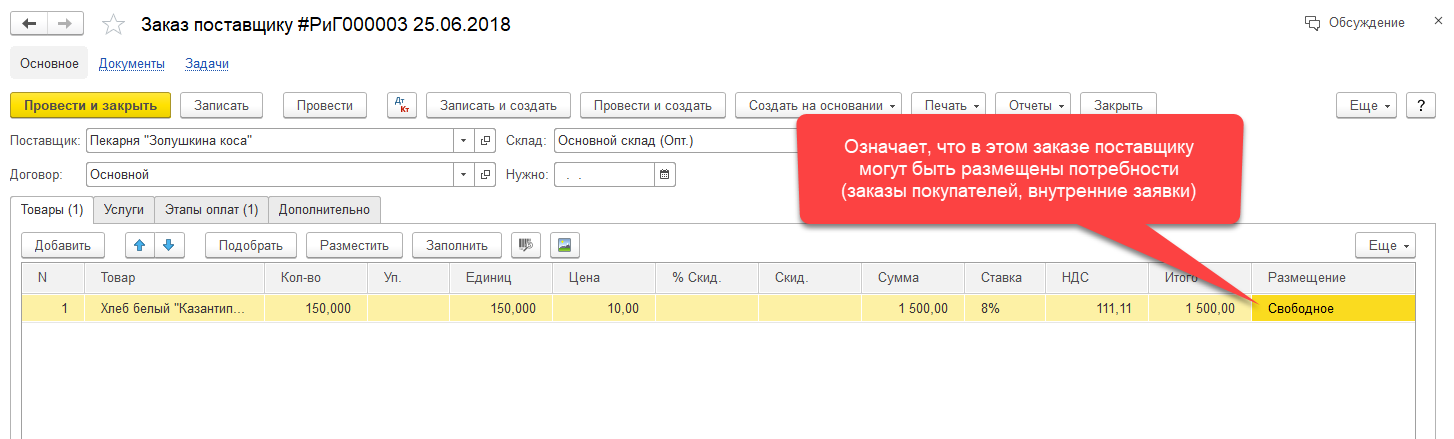 Заказ поставщику #РиГ000003 25.06.2018
Обсуждение
Основное Документы Задачи
Провести и закрыть Записать Провести Дт Кт Записать и создать Провести и создать Создать на основании Печать Отчеты Закрыть Еще ?
Поставщик: Пекарня "Золушкина коса" Склад: Основной склад (Опт.)
Договор: Основной Нужно: . .
Означает, что в этом заказе поставщику
могут быть размещены потребности
(заказы покупателей, внутренние заявки)
Товары (1) Услуги Этапы оплат (1) Дополнительно
Добавить Подобрать Разместить Заполнить Еще
N Товар Кол-во Уп. Единиц Цена % Скид. Скид. Сумма Ставка НДС Итого Размещение
1 Хлеб белый "Казантип... 150,000 150,000 10,00 1 500,00 8% 111,11 1 500,00 Свободное